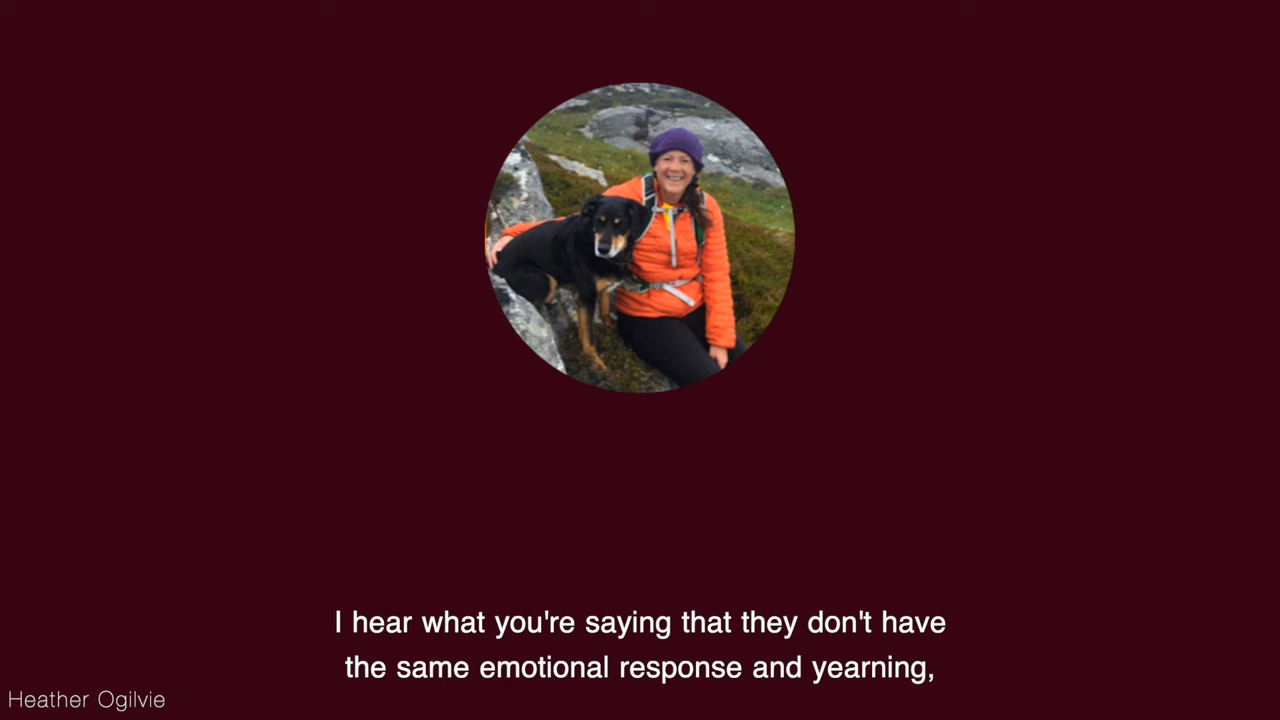 I hear what you're saying that they don't have
the same emotional response and yearning,
Heather Ogilvie